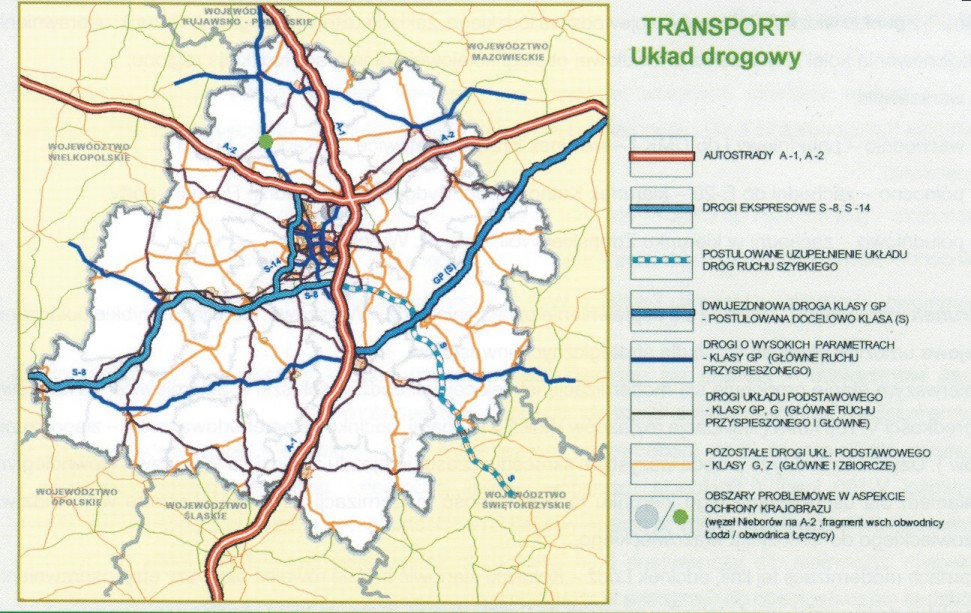 WOJEWÓDZTWO
KUJAWSKO - POMORSKIE
WOJEWÓDZTWO
MAZOWIECKIE
WOJEWÓDZTWO
WIELKOPOLSKIE
A-1
A-2
A-2
S-14
S-8
GP (S)
S
S-8
A-1
S
WOJEWÓDZTWO
OPOLSKIE
WOJEWÓDZTWO
ŚLĄSKIE
WOJEWÓDZTWO
ŚWIĘTOKRZYSKIE
TRANSPORT
Układ drogowy
AUTOSTRADY A -1, A -2
DROGI EKSPRESOWE S -8, S -14
POSTULOWANE UZUPEŁNIENIE UKŁADU
DRÓG RUCHU SZYBKIEGO
DWUJEZDNIOWA DROGA KLASY GP
- POSTULOWANA DOCELOWO KLASA (S)
DROGI O WYSOKICH PARAMETRACH
- KLASY GP (GŁÓWNE RUCHU
PRZYSPIESZONEGO)
DROGI UKŁADU PODSTAWOWEGO
- KLASY GP, G (GŁÓWNE RUCHU
PRZYSPIESZONEGO I GŁÓWNE)
POZOSTAŁE DROGI UKŁ. PODSTAWOWEGO
- KLASY G, Z (GŁÓWNE I ZBIORCZE)
OBSZARY PROBLEMOWE W ASPEKCIE
OCHRONY KRAJOBRAZU
(węzeł Nieborów na A-2 ,fragment wsch.obwodnicy
Łodzi / obwodnica Łęczycy)